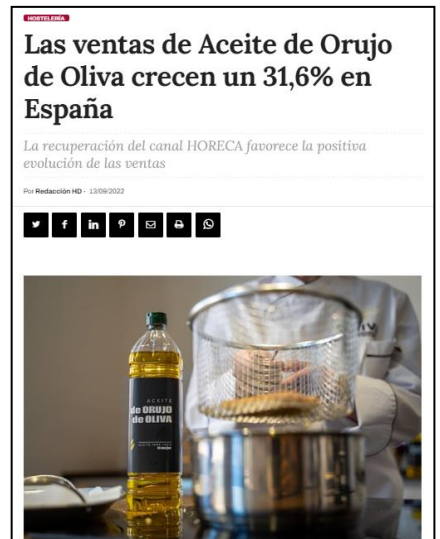 HOSTELERÍA
Las ventas de Aceite de Orujo
de Oliva crecen un 31,6% en
España
La recuperación del canal HORECA favorece la positiva
evolución de las ventas
Por Redacción HD - 13/09/2022
ACEITE
de ORUJO
de OLIVA